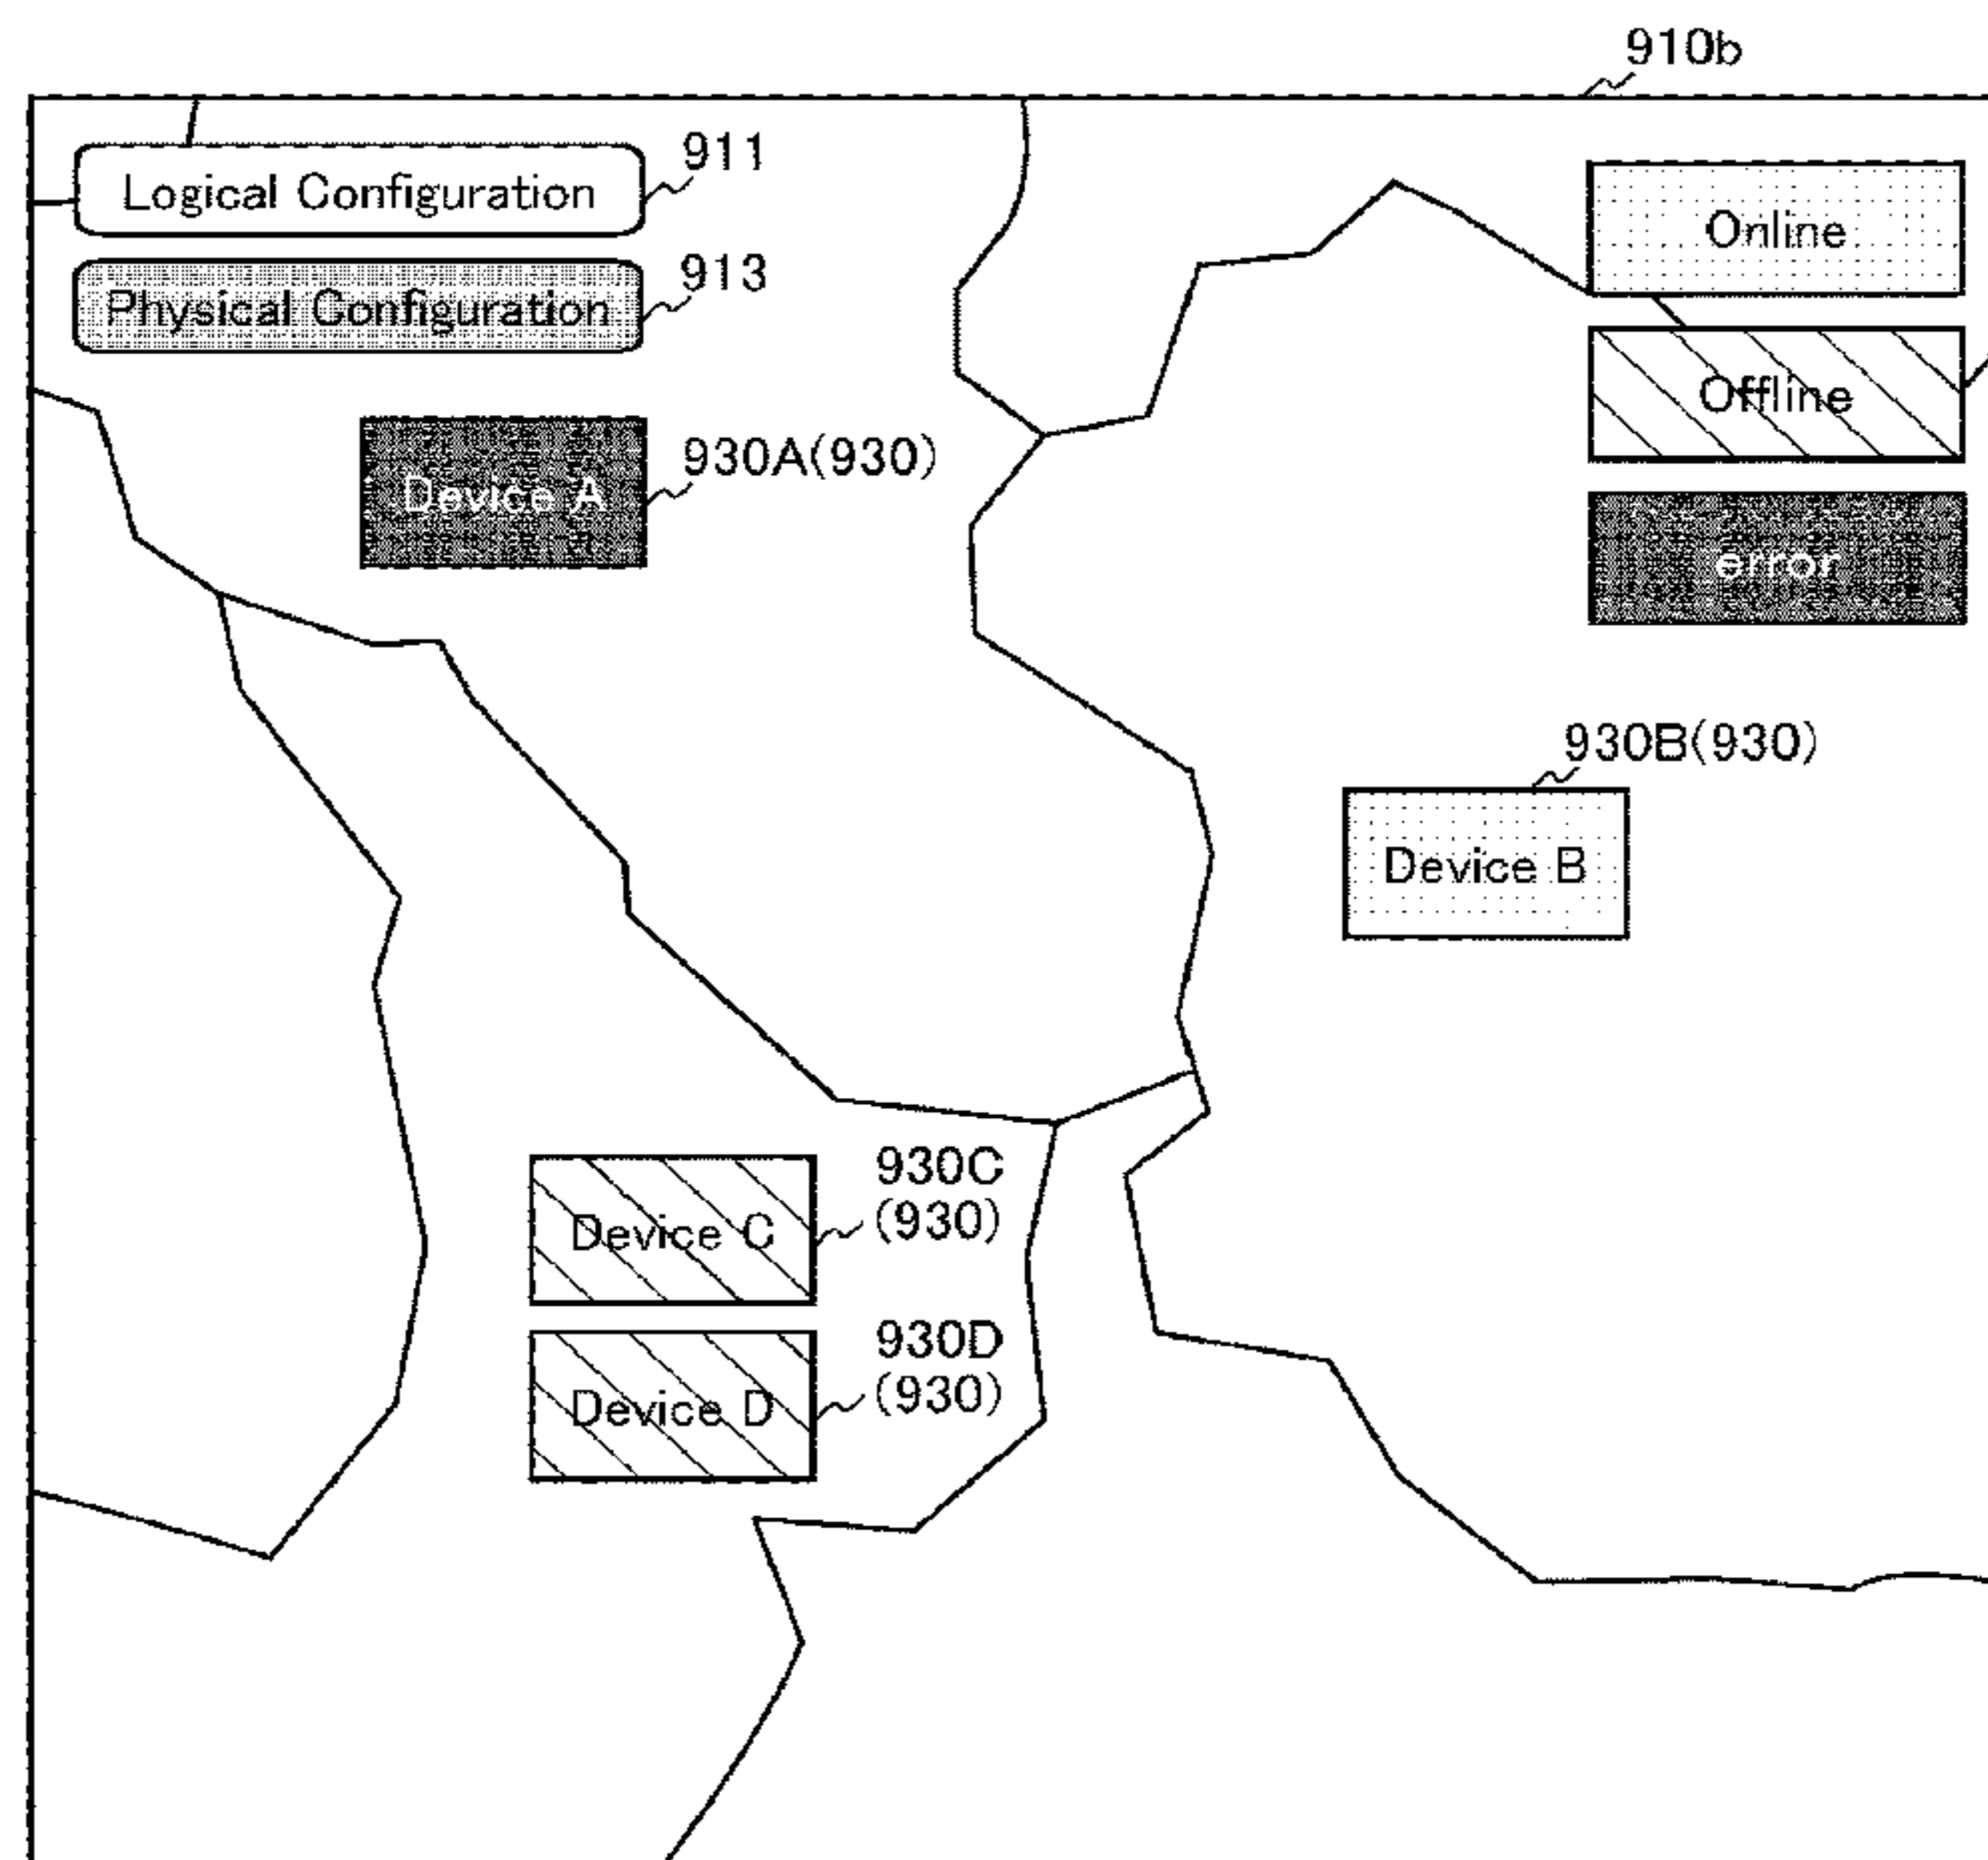 910b
Logical Configuration
911
Physical Configuration
913
Online
Offline
error
Device A
930A(930)
930B(930)
Device B
Device C
930C
(930)
Device D
930D
(930)